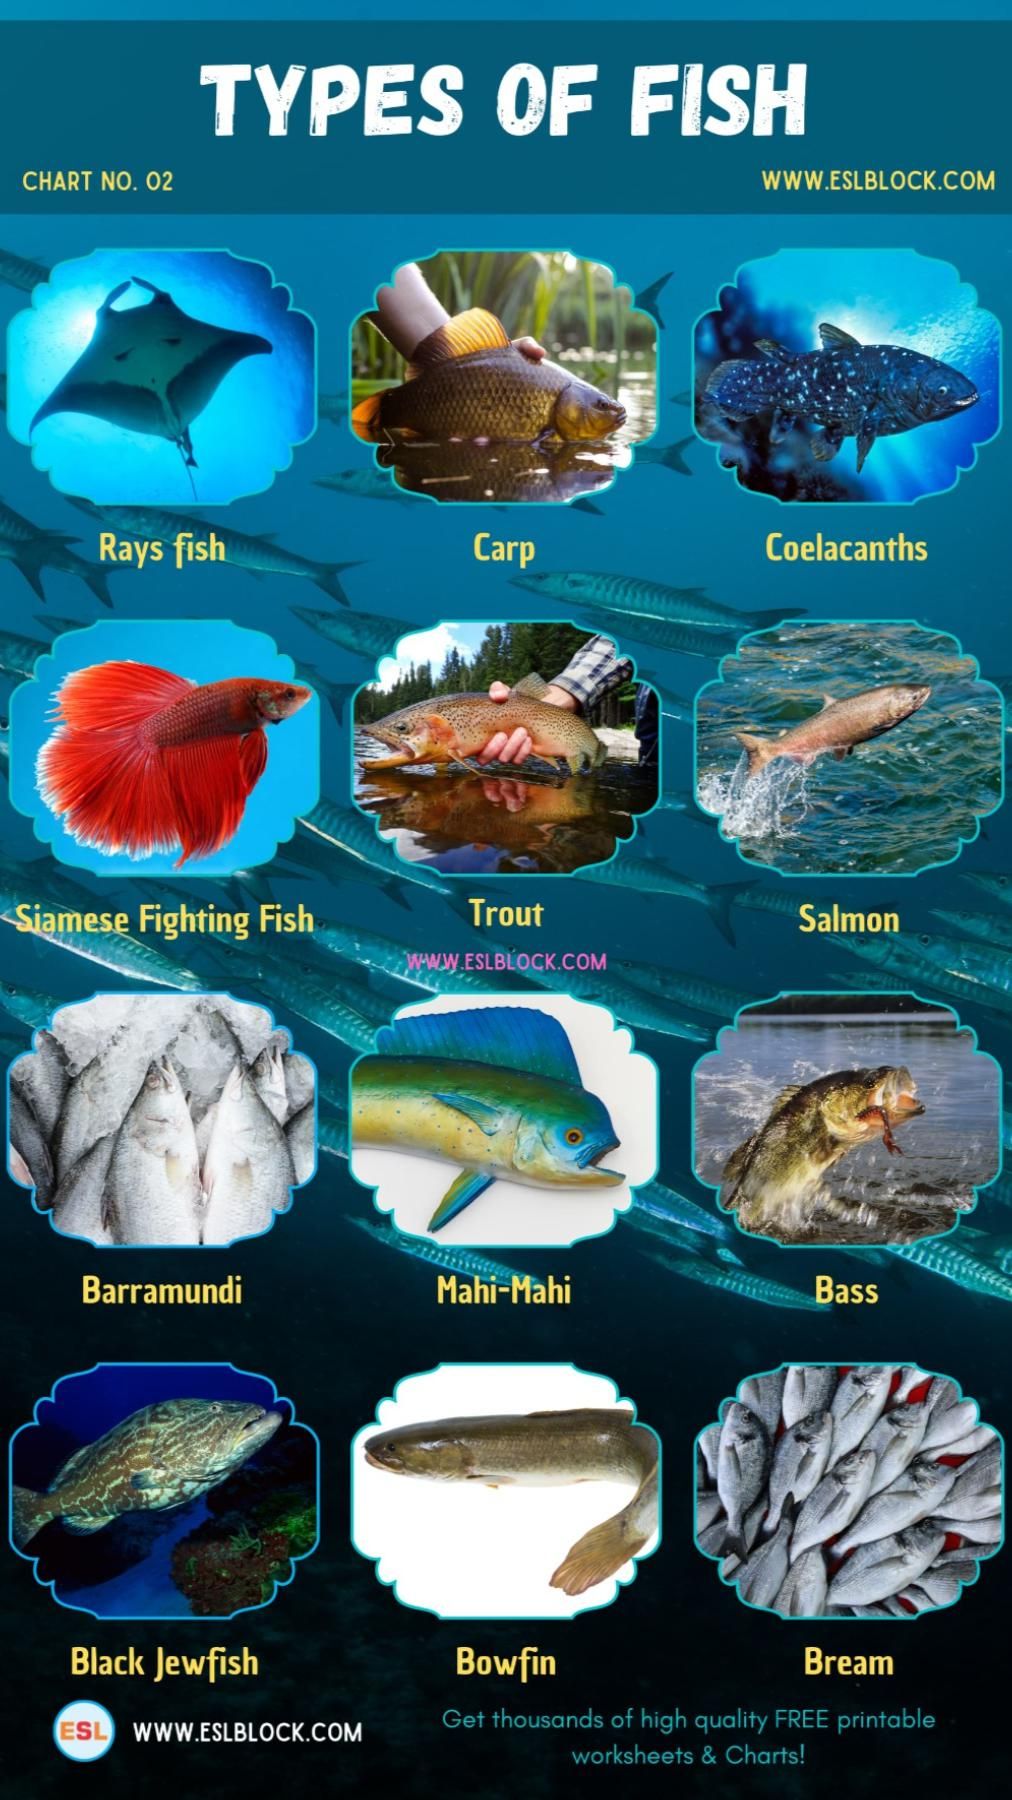 TYPES OF FISH
CHART NO. 02
WWW.ESLBLOCK.COM
Rays fish
Carp
Coelacanths
Siamese Fighting Fish
Trout
Salmon
WWW.ESLBLOCK.COM
Barramundi
Mahi-Mahi
Bass
Black Jewfish
Bowfin
Bream
ESL
WWW.ESLBLOCK.COM
Get thousands of high quality FREE printable
worksheets & Charts!